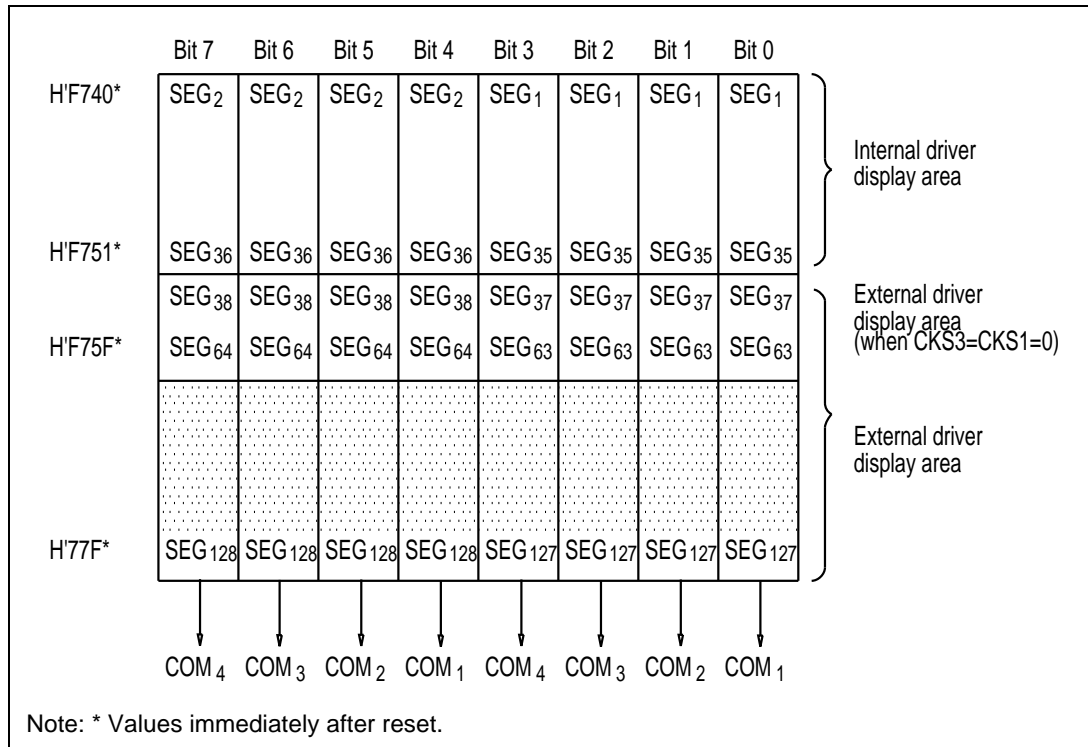 Bit 7 Bit 6 Bit 5 Bit 4 Bit 3 Bit 2 Bit 1 Bit 0
H'F740* SEG2 SEG2 SEG2 SEG2 SEG1 SEG1 SEG1 SEG1
Internal driver
display area
H'F751* SEG36 SEG36 SEG36 SEG36 SEG35 SEG35 SEG35 SEG35
SEG38 SEG38 SEG38 SEG38 SEG37 SEG37 SEG37 SEG37
External driver
display area
(when CKS3=CKS1=0)
H'F75F* SEG64 SEG64 SEG64 SEG64 SEG63 SEG63 SEG63 SEG63
External driver
display area
H'77F* SEG128 SEG128 SEG128 SEG128 SEG127 SEG127 SEG127 SEG127
COM4 COM3 COM2 COM1 COM4 COM3 COM2 COM1
Note: * Values immediately after reset.